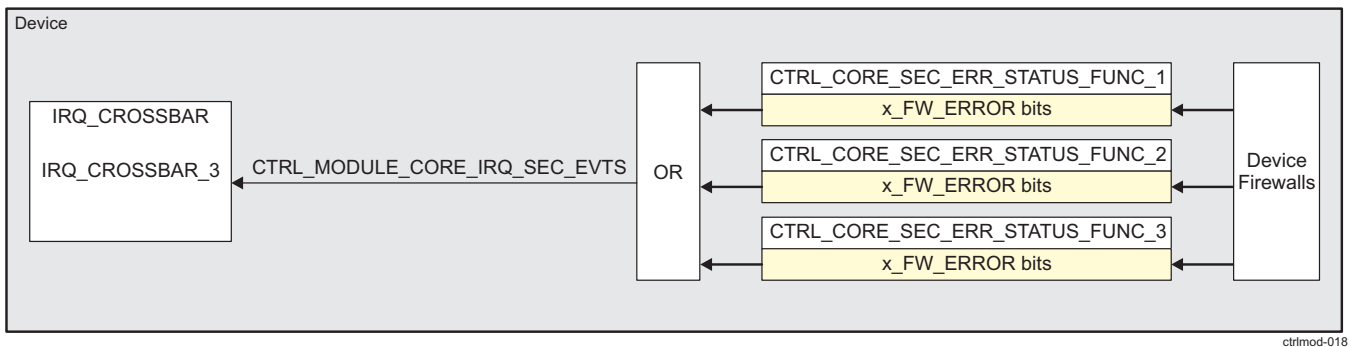 Device
IRQ_CROSSBAR
IRQ_CROSSBAR_3
CTRL_MODULE_CORE_IRQ_SEC_EVTS
OR
CTRL_CORE_SEC_ERR_STATUS_FUNC_1
x_FW_ERROR bits
CTRL_CORE_SEC_ERR_STATUS_FUNC_2
x_FW_ERROR bits
CTRL_CORE_SEC_ERR_STATUS_FUNC_3
x_FW_ERROR bits
Device
Firewalls
ctrlmod-018